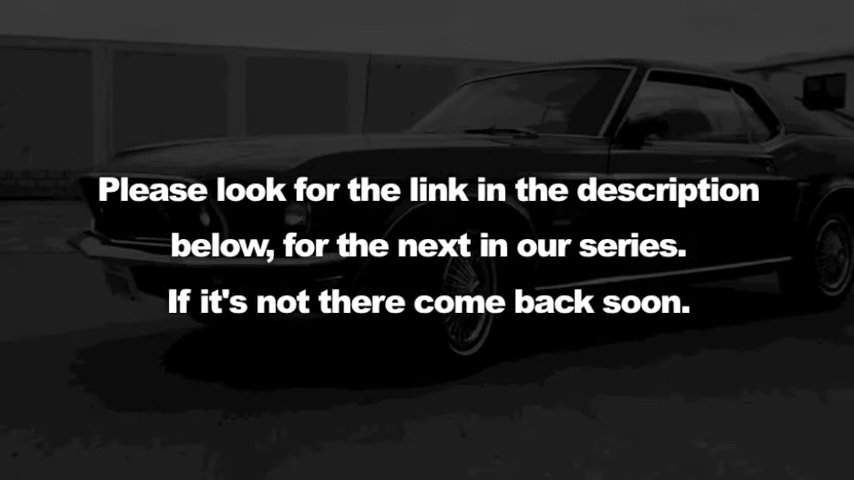 Please look for the link in the description
below, for the next in our series.
If it's not there come back soon.